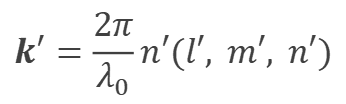 k′ = 2π/λ₀ n′(l′, m′, n′)